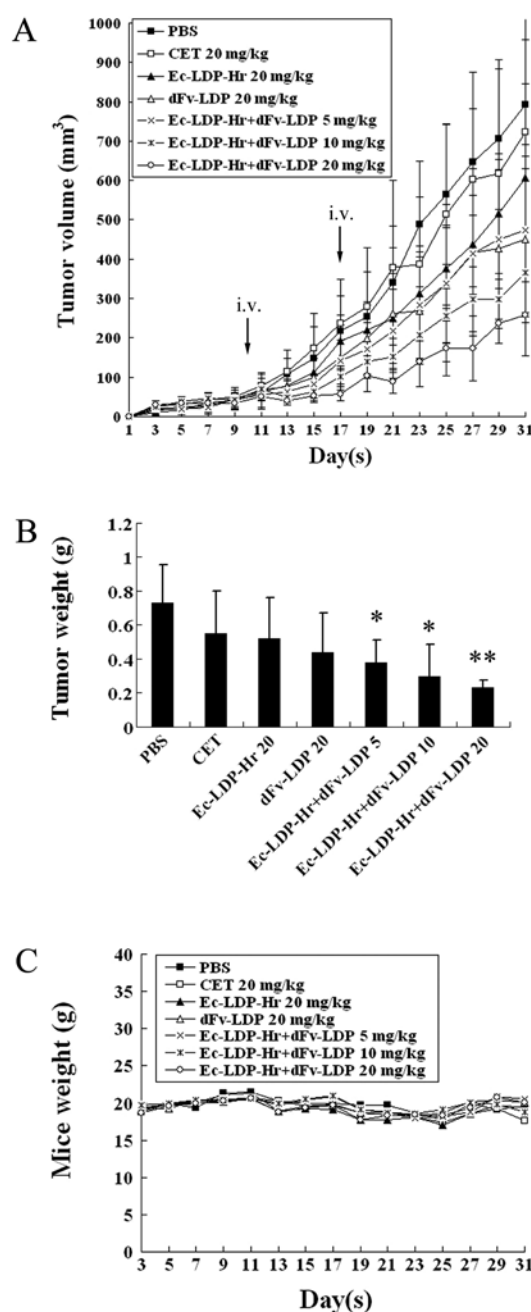 A
Tumor volume (mm³)
1000
900
800
700
600
500
400
300
200
100
0
PBS
CET 20 mg/kg
Ec-LDP-Hr 20 mg/kg
dFv-LDP 20 mg/kg
Ec-LDP-Hr+dFv-LDP 5 mg/kg
Ec-LDP-Hr+dFv-LDP 10 mg/kg
Ec-LDP-Hr+dFv-LDP 20 mg/kg
i.v.
i.v.
1 3 5 7 9 11 13 15 17 19 21 23 25 27 29 31
Day(s)
B
Tumor weight (g)
1.2
1
0.8
0.6
0.4
0.2
0
* * **
PBS
CET
Ec-LDP-Hr 20
dFv-LDP 20
Ec-LDP-Hr+dFv-LDP 5
Ec-LDP-Hr+dFv-LDP 10
Ec-LDP-Hr+dFv-LDP 20
C
Mice weight (g)
40
35
30
25
20
15
10
5
0
PBS
CET 20 mg/kg
Ec-LDP-Hr 20 mg/kg
dFv-LDP 20 mg/kg
Ec-LDP-Hr+dFv-LDP 5 mg/kg
Ec-LDP-Hr+dFv-LDP 10 mg/kg
Ec-LDP-Hr+dFv-LDP 20 mg/kg
3 5 7 9 11 13 15 17 19 21 23 25 27 29 31
Day(s)